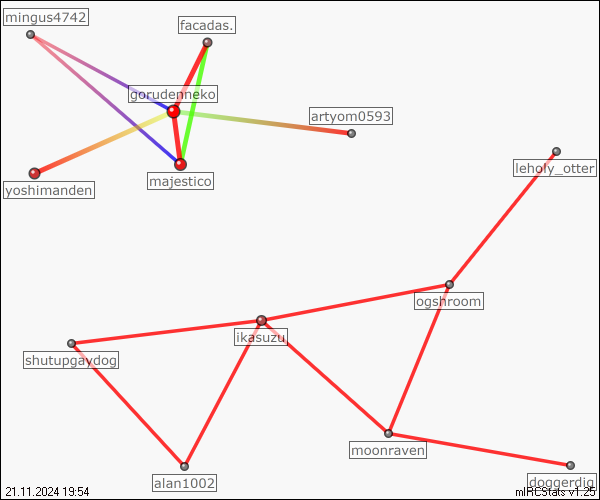 mingus4742
facadas.
gorudenneko
artyom0593
leholy_otter
yoshimanden
majestico
ogshroom
ikasuzu
shutupgaydog
moonraven
alan1002
doggerdig
21.11.2024 19:54
mIRCStats v1.25